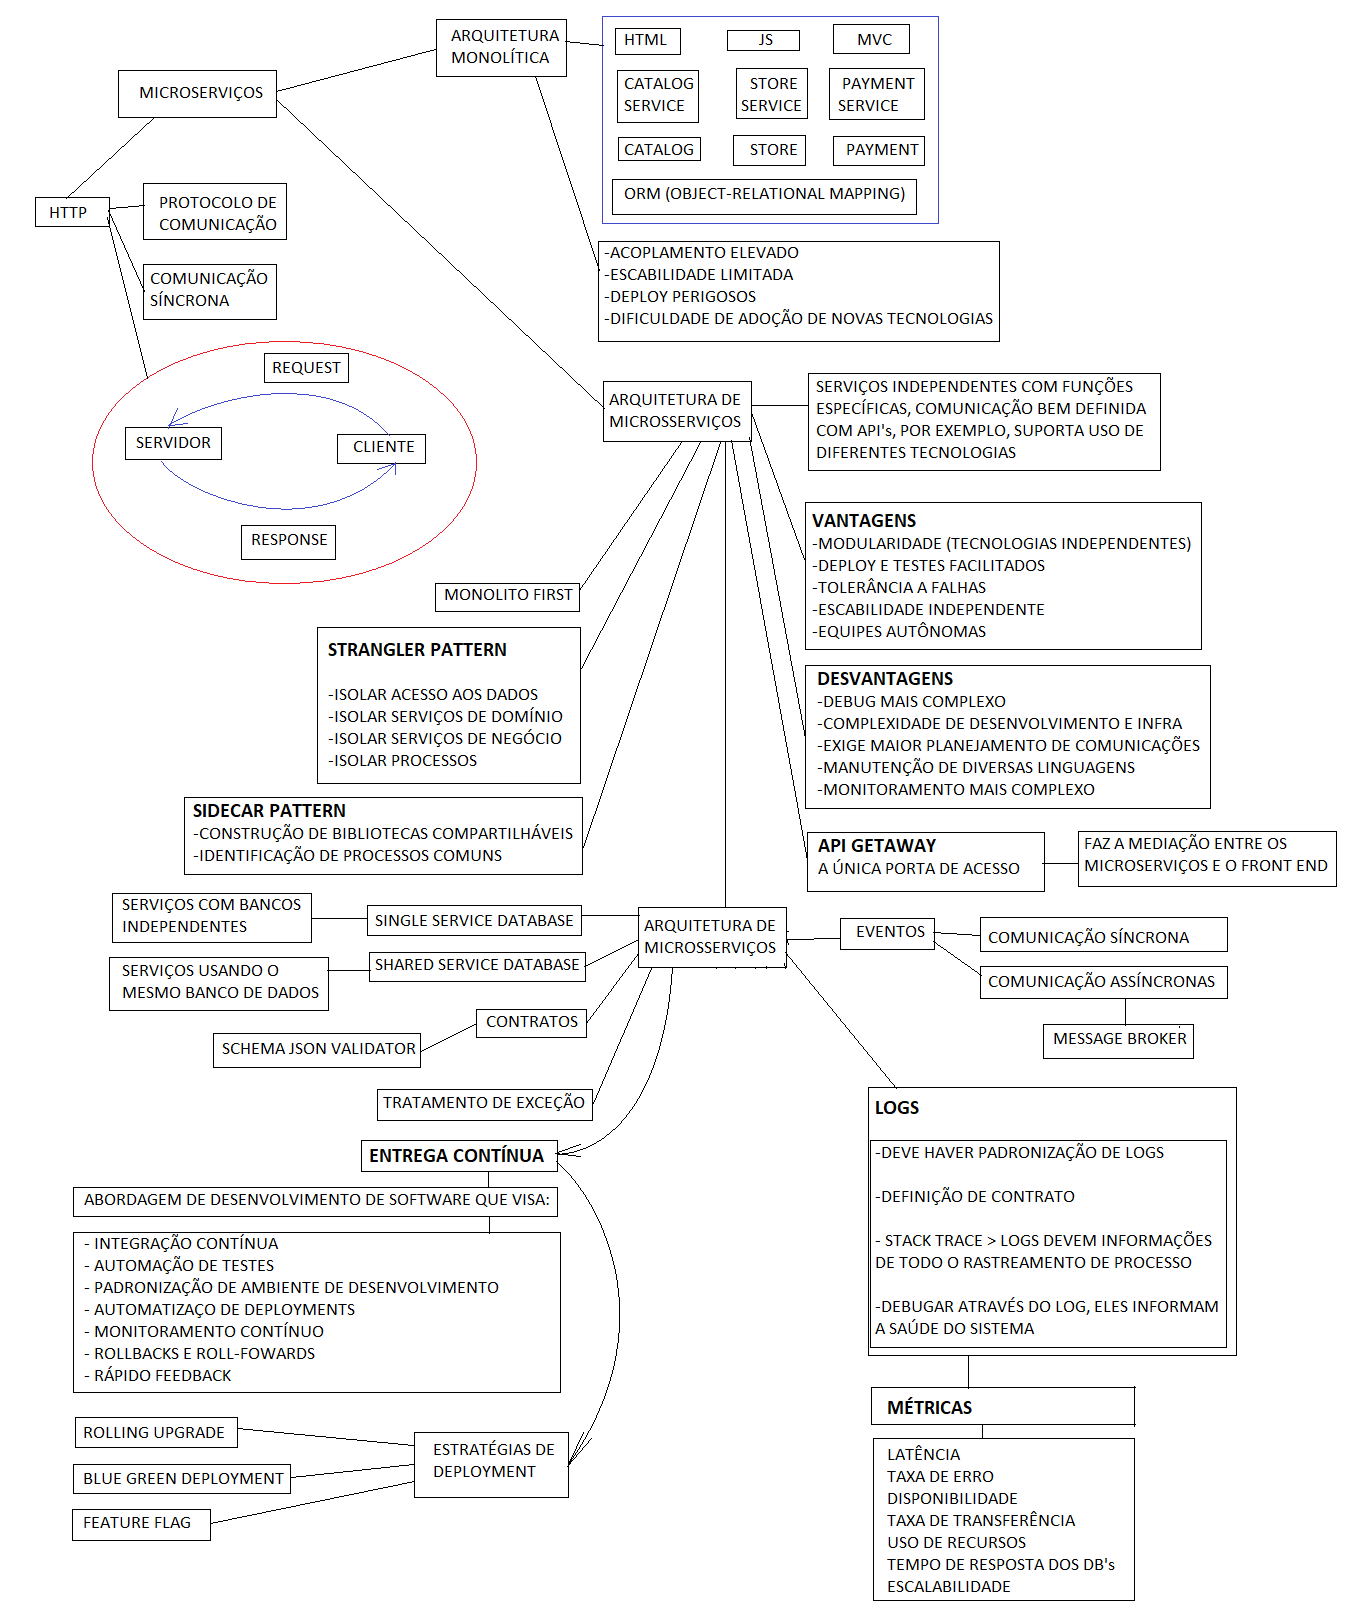 ARQUITETURA
MONOLÍTICA
HTML
JS
MVC
CATALOG
SERVICE
STORE
SERVICE
PAYMENT
SERVICE
CATALOG
STORE
PAYMENT
ORM (OBJECT-RELATIONAL MAPPING)
MICROSERVIÇOS
HTTP
PROTOCOLO DE
COMUNICAÇÃO
COMUNICAÇÃO
SÍNCRONA
-ACOPLAMENTO ELEVADO
-ESCABILIDADE LIMITADA
-DEPLOY PERIGOSOS
-DIFICULDADE DE ADOÇÃO DE NOVAS TECNOLOGIAS
REQUEST
SERVIDOR
CLIENTE
RESPONSE
ARQUITETURA DE
MICROSSERVIÇOS
SERVIÇOS INDEPENDENTES COM FUNÇÕES
ESPECÍFICAS, COMUNICAÇÃO BEM DEFINIDA
COM API's, POR EXEMPLO, SUPORTA USO DE
DIFERENTES TECNOLOGIAS
VANTAGENS
-MODULARIDADE (TECNOLOGIAS INDEPENDENTES)
-DEPLOY E TESTES FACILITADOS
-TOLERÂNCIA A FALHAS
-ESCABILIDADE INDEPENDENTE
-EQUIPES AUTÔNOMAS
MONOLITO FIRST
STRANGLER PATTERN
-ISOLAR ACESSO AOS DADOS
-ISOLAR SERVIÇOS DE DOMÍNIO
-ISOLAR SERVIÇOS DE NEGÓCIO
-ISOLAR PROCESSOS
DESVANTAGENS
-DEBUG MAIS COMPLEXO
-COMPLEXIDADE DE DESENVOLVIMENTO E INFRA
-EXIGE MAIOR PLANEJAMENTO DE COMUNICAÇÕES
-MANUTENÇÃO DE DIVERSAS LINGUAGENS
-MONITORAMENTO MAIS COMPLEXO
SIDECAR PATTERN
-CONSTRUÇÃO DE BIBLIOTECAS COMPARTILHÁVEIS
-IDENTIFICAÇÃO DE PROCESSOS COMUNS
API GETAWAY
A ÚNICA PORTA DE ACESSO
FAZ A MEDIAÇÃO ENTRE OS
MICROSERVIÇOS E O FRONT END
SERVIÇOS COM BANCOS
INDEPENDENTES
SINGLE SERVICE DATABASE
ARQUITETURA DE
MICROSSERVIÇOS
EVENTOS
COMUNICAÇÃO SÍNCRONA
SERVIÇOS USANDO O
MESMO BANCO DE DADOS
SHARED SERVICE DATABASE
COMUNICAÇÃO ASSÍNCRONAS
CONTRATOS
SCHEMA JSON VALIDATOR
MESSAGE BROKER
TRATAMENTO DE EXCEÇÃO
LOGS
-DEVE HAVER PADRONIZAÇÃO DE LOGS
-DEFINIÇÃO DE CONTRATO
- STACK TRACE > LOGS DEVEM INFORMAÇÕES
DE TODO O RASTREAMENTO DE PROCESSO
-DEBUGAR ATRAVÉS DO LOG, ELES INFORMAM
A SAÚDE DO SISTEMA
ENTREGA CONTÍNUA
ABORDAGEM DE DESENVOLVIMENTO DE SOFTWARE QUE VISA:
- INTEGRAÇÃO CONTÍNUA
- AUTOMAÇÃO DE TESTES
- PADRONIZAÇÃO DE AMBIENTE DE DESENVOLVIMENTO
- AUTOMATIZAÇO DE DEPLOYMENTS
- MONITORAMENTO CONTÍNUO
- ROLLBACKS E ROLL-FOWARDS
- RÁPIDO FEEDBACK
MÉTRICAS
LATÊNCIA
TAXA DE ERRO
DISPONIBILIDADE
TAXA DE TRANSFERÊNCIA
USO DE RECURSOS
TEMPO DE RESPOSTA DOS DB's
ESCALABILIDADE
ROLLING UPGRADE
ESTRATÉGIAS DE
DEPLOYMENT
BLUE GREEN DEPLOYMENT
FEATURE FLAG